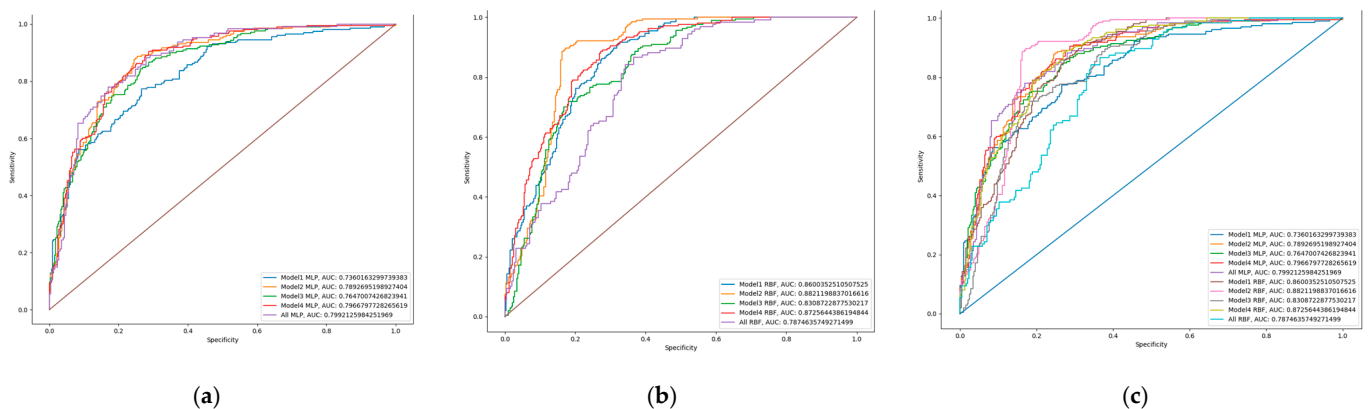 1.0
0.8
0.6
0.4
0.2
0.0
Sensitivity
0.0 0.2 0.4 0.6 0.8 1.0
Specificity
Model1 MLP, AUC: 0.7360163299739383
Model2 MLP, AUC: 0.7892695198927404
Model3 MLP, AUC: 0.7647007426823941
Model4 MLP, AUC: 0.7966797728265619
All MLP, AUC: 0.7992125984251969
(a)
1.0
0.8
0.6
0.4
0.2
0.0
Sensitivity
0.0 0.2 0.4 0.6 0.8 1.0
Specificity
Model1 RBF, AUC: 0.8600352510507525
Model2 RBF, AUC: 0.8821198837016616
Model3 RBF, AUC: 0.8308722877530217
Model4 RBF, AUC: 0.8725644386194844
All RBF, AUC: 0.7874635749271499
(b)
1.0
0.8
0.6
0.4
0.2
0.0
Sensitivity
0.0 0.2 0.4 0.6 0.8 1.0
Specificity
Model1 MLP, AUC: 0.7360163299739383
Model2 MLP, AUC: 0.7892695198927404
Model3 MLP, AUC: 0.7647007426823941
Model4 MLP, AUC: 0.7966797728265619
All MLP, AUC: 0.7992125984251969
Model1 RBF, AUC: 0.8600352510507525
Model2 RBF, AUC: 0.8821198837016616
Model3 RBF, AUC: 0.8308722877530217
Model4 RBF, AUC: 0.8725644386194844
All RBF, AUC: 0.7874635749271499
(c)